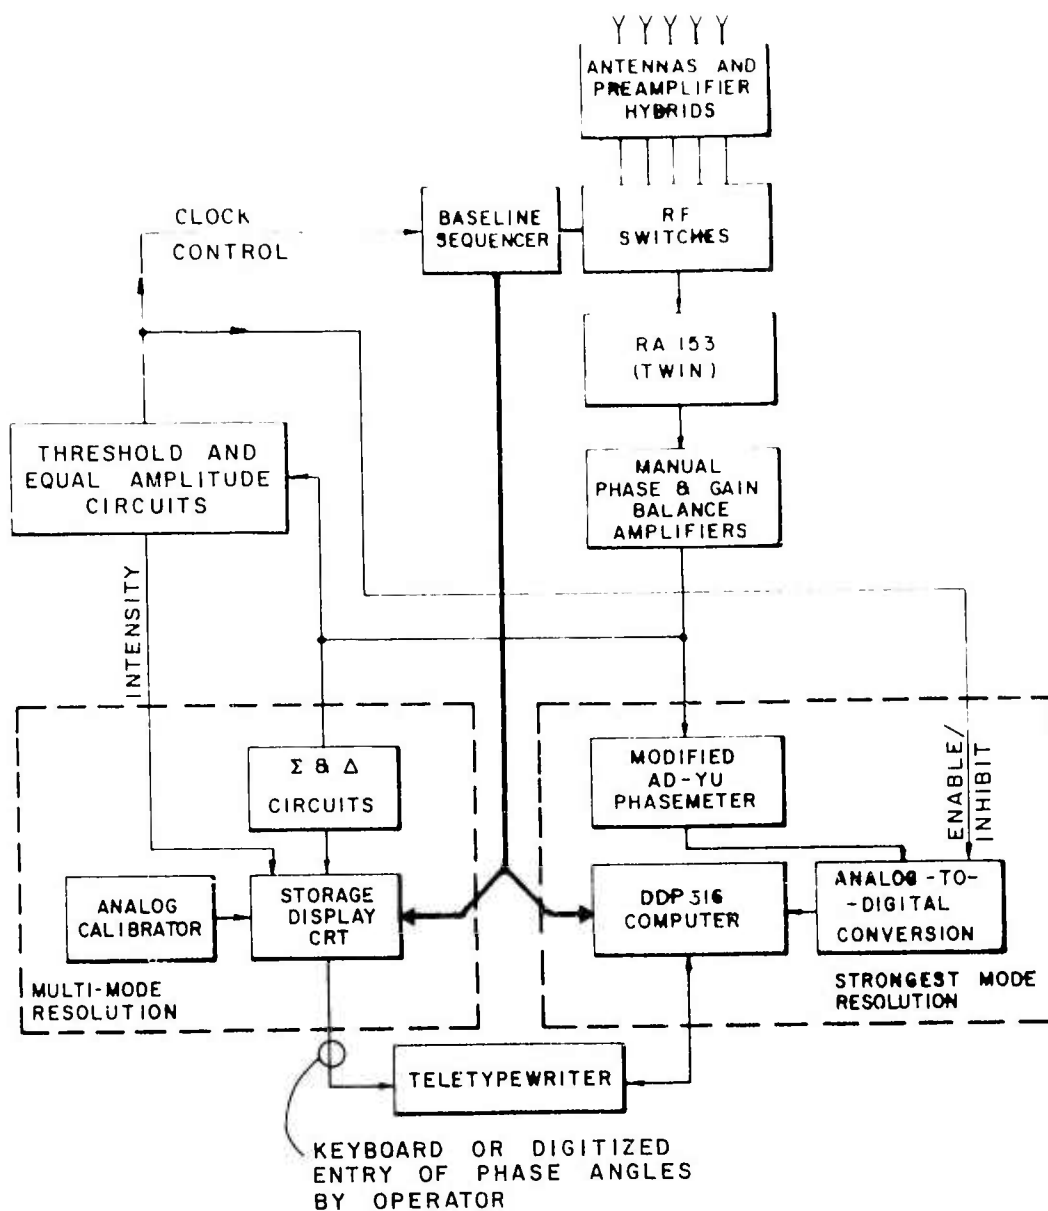 ANTENNAS AND
PREAMPLIFIER
HYBRIDS
CLOCK
CONTROL
BASELINE
SEQUENCER
RF
SWITCHES
RA 153
(TWIN)
THRESHOLD AND
EQUAL AMPLITUDE
CIRCUITS
MANUAL
PHASE & GAIN
BALANCE
AMPLIFIERS
INTENSITY
Σ & Δ
CIRCUITS
MODIFIED
AD-YU
PHASEMETER
ENABLE/
INHIBIT
ANALOG
CALIBRATOR
STORAGE
DISPLAY
CRT
DDP 316
COMPUTER
ANALOG-TO-
-DIGITAL
CONVERSION
MULTI-MODE
RESOLUTION
STRONGEST MODE
RESOLUTION
TELETYPEWRITER
KEYBOARD OR DIGITIZED
ENTRY OF PHASE ANGLES
BY OPERATOR